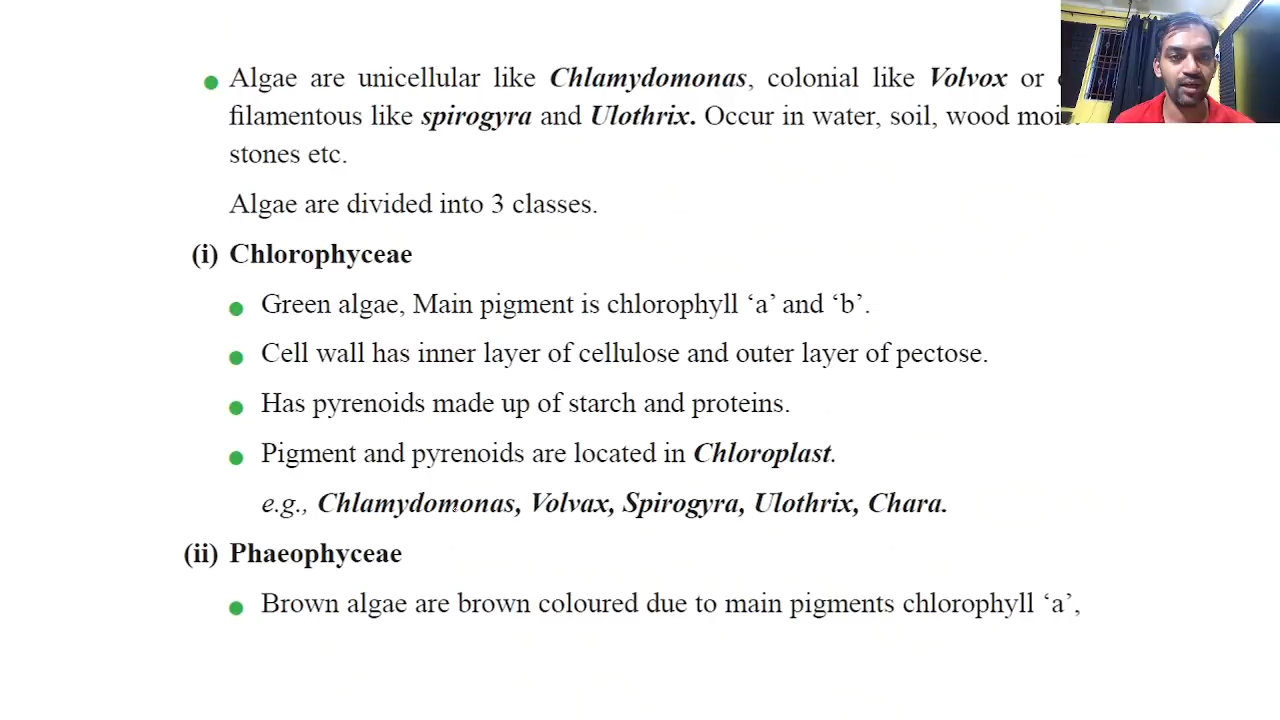 Algae are unicellular like Chlamydomonas, colonial like Volvox or
filamentous like spirogyra and Ulothrix. Occur in water, soil, wood
stones etc.
Algae are divided into 3 classes.
(i) Chlorophyceae
Green algae, Main pigment is chlorophyll ‘a’ and ‘b’.
Cell wall has inner layer of cellulose and outer layer of pectose.
Has pyrenoids made up of starch and proteins.
Pigment and pyrenoids are located in Chloroplast.
e.g., Chlamydomonas, Volvax, Spirogyra, Ulothrix, Chara.
(ii) Phaeophyceae
Brown algae are brown coloured due to main pigments chlorophyll ‘a’,